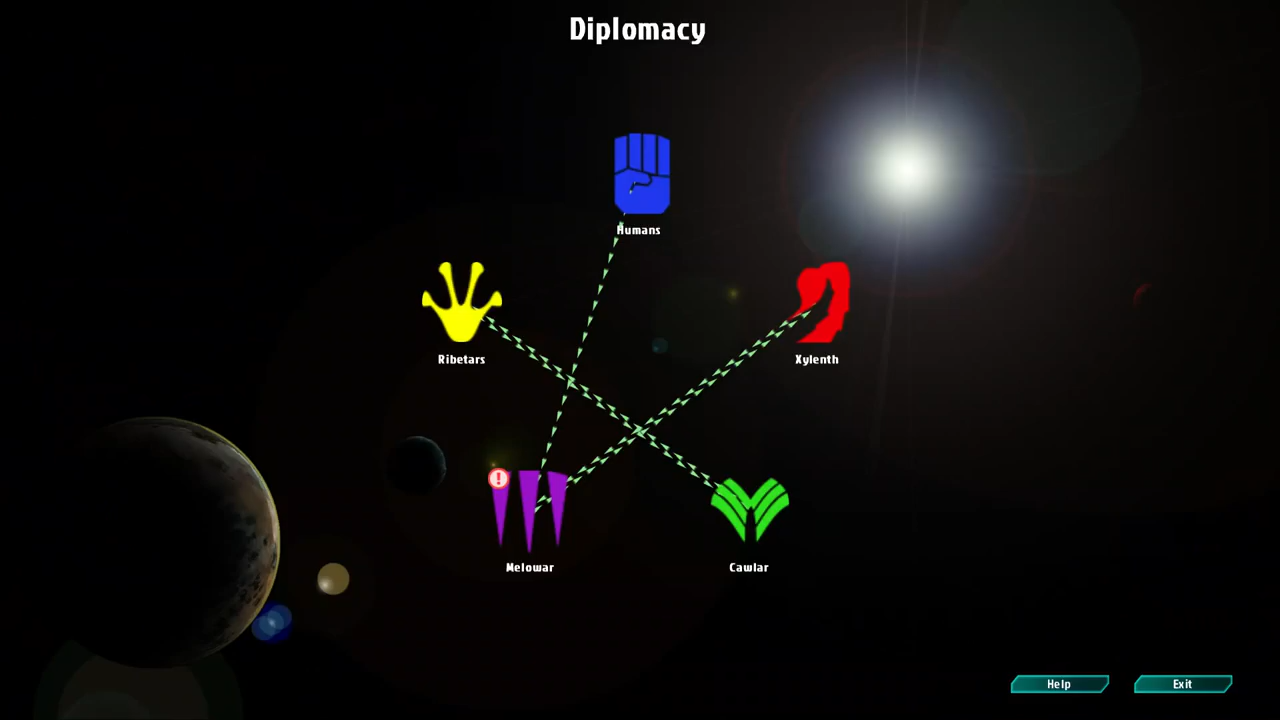 Diplomacy
Humans
Ribetars
Xylenth
!
Melowar
Cawlar
Help
Exit